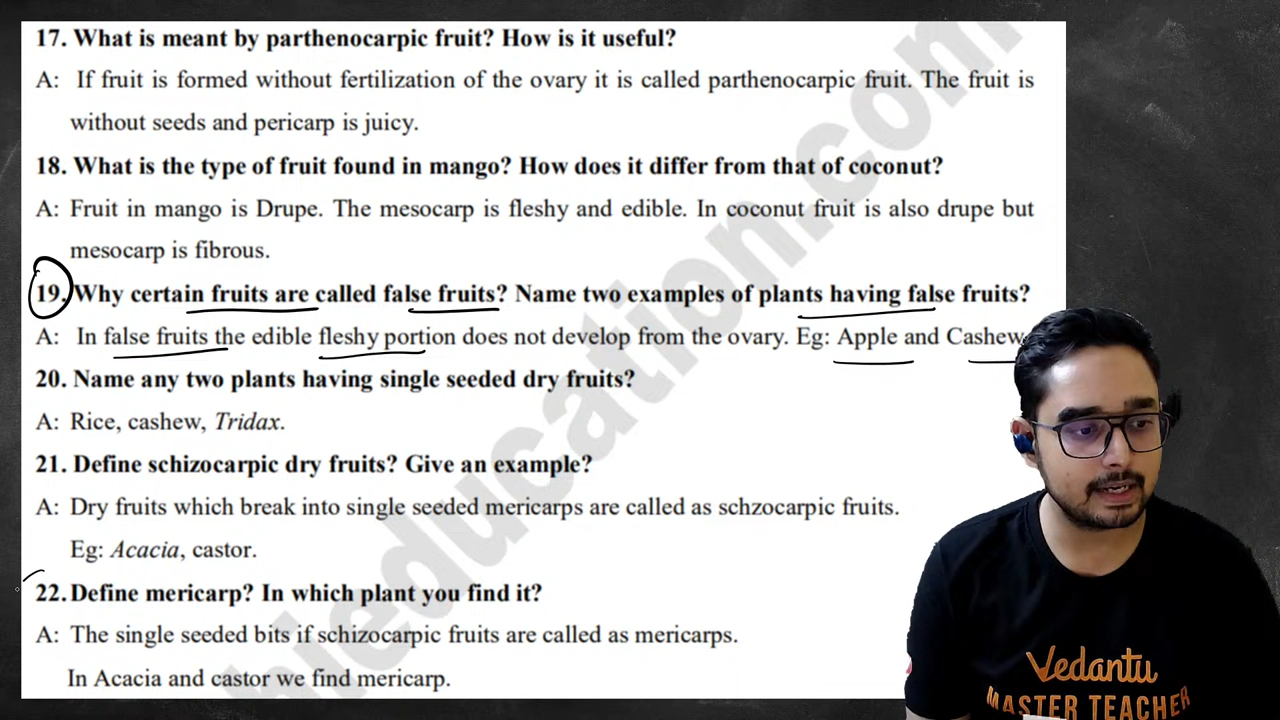 17. What is meant by parthenocarpic fruit? How is it useful?
A: If fruit is formed without fertilization of the ovary it is called parthenocarpic fruit. The fruit is
without seeds and pericarp is juicy.
18. What is the type of fruit found in mango? How does it differ from that of coconut?
A: Fruit in mango is Drupe. The mesocarp is fleshy and edible. In coconut fruit is also drupe but
mesocarp is fibrous.
19. Why certain fruits are called false fruits? Name two examples of plants having false fruits?
A: In false fruits the edible fleshy portion does not develop from the ovary. Eg: Apple and Cashew
20. Name any two plants having single seeded dry fruits?
A: Rice, cashew, Tridax.
21. Define schizocarpic dry fruits? Give an example?
A: Dry fruits which break into single seeded mericarps are called as schzocarpic fruits.
Eg: Acacia, castor.
22. Define mericarp? In which plant you find it?
A: The single seeded bits if schizocarpic fruits are called as mericarps.
In Acacia and castor we find mericarp.
Vedantu
MASTER TEACHER